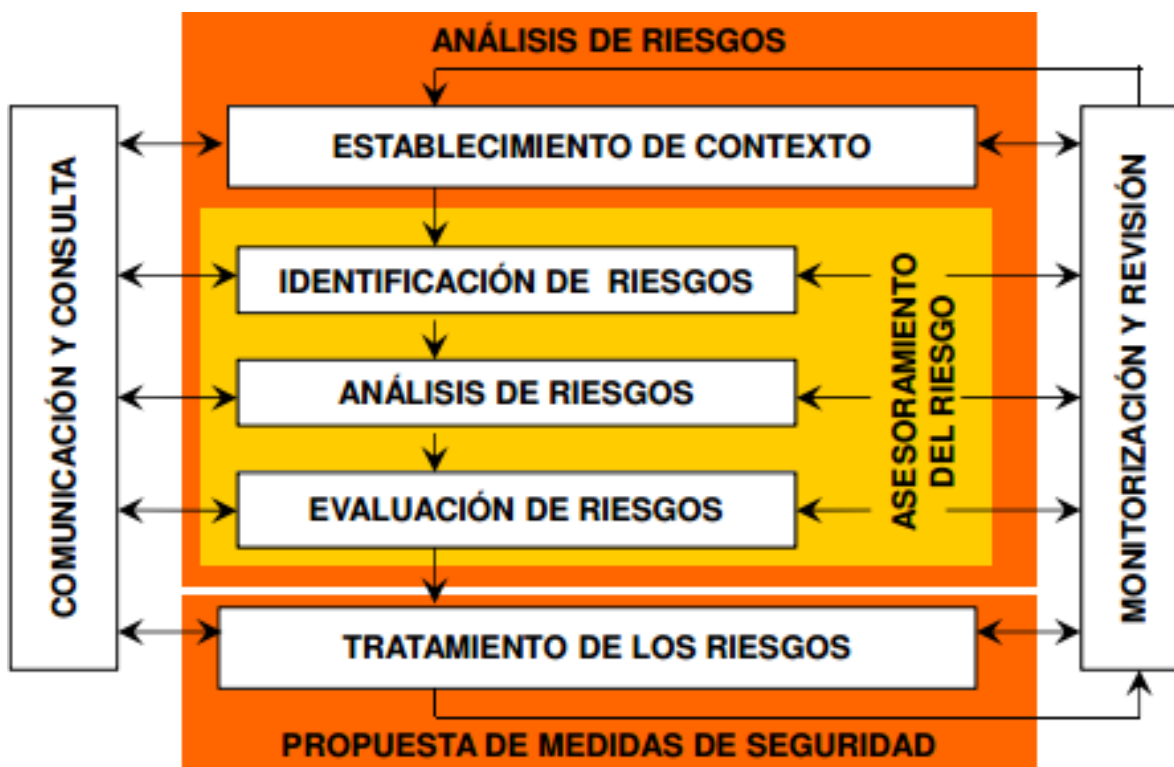 ANÁLISIS DE RIESGOS
COMUNICACIÓN Y CONSULTA
ESTABLECIMIENTO DE CONTEXTO
IDENTIFICACIÓN DE RIESGOS
ANÁLISIS DE RIESGOS
EVALUACIÓN DE RIESGOS
ASESORAMIENTO
DEL RIESGO
MONITORIZACIÓN Y REVISIÓN
TRATAMIENTO DE LOS RIESGOS
PROPUESTA DE MEDIDAS DE SEGURIDAD